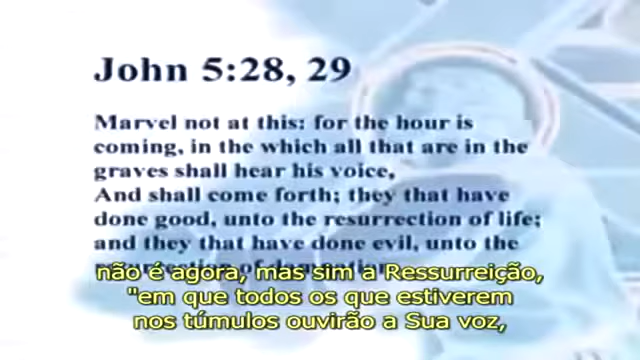 John 5:28, 29
Marvel not at this: for the hour is
coming, in the which all that are in the
graves shall hear his voice,
And shall come forth; they that have
done good, unto the resurrection of life;
and they that have done evil, unto the
não é agora, mas sim a Ressurreição,
"em que todos os que estiverem
nos túmulos ouvirão a Sua voz,